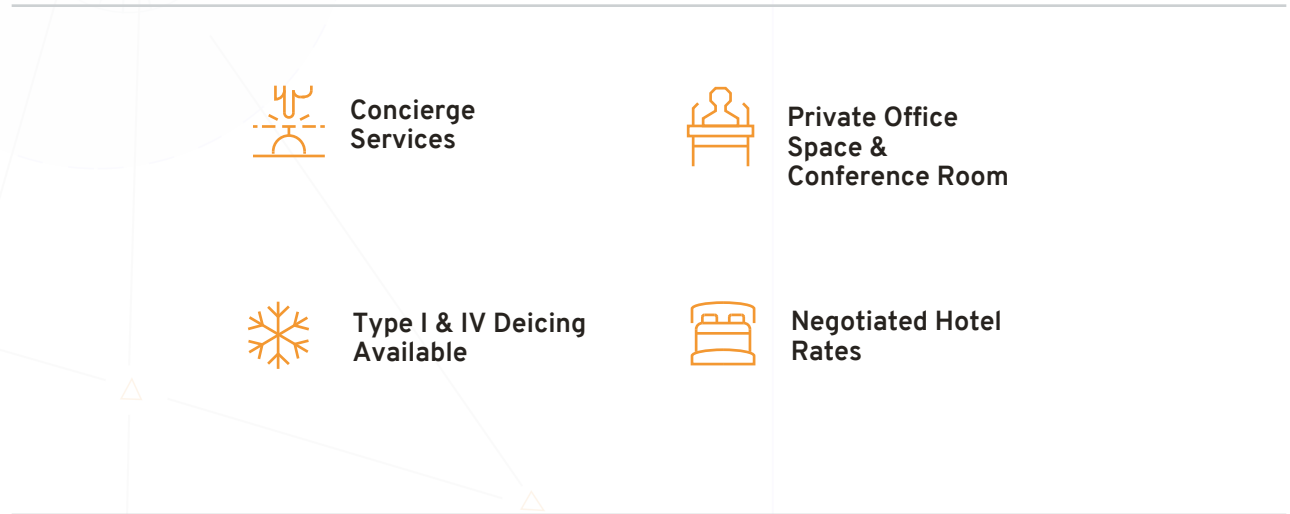 Concierge
Services
Private Office
Space &
Conference Room
Type I & IV Deicing
Available
Negotiated Hotel
Rates